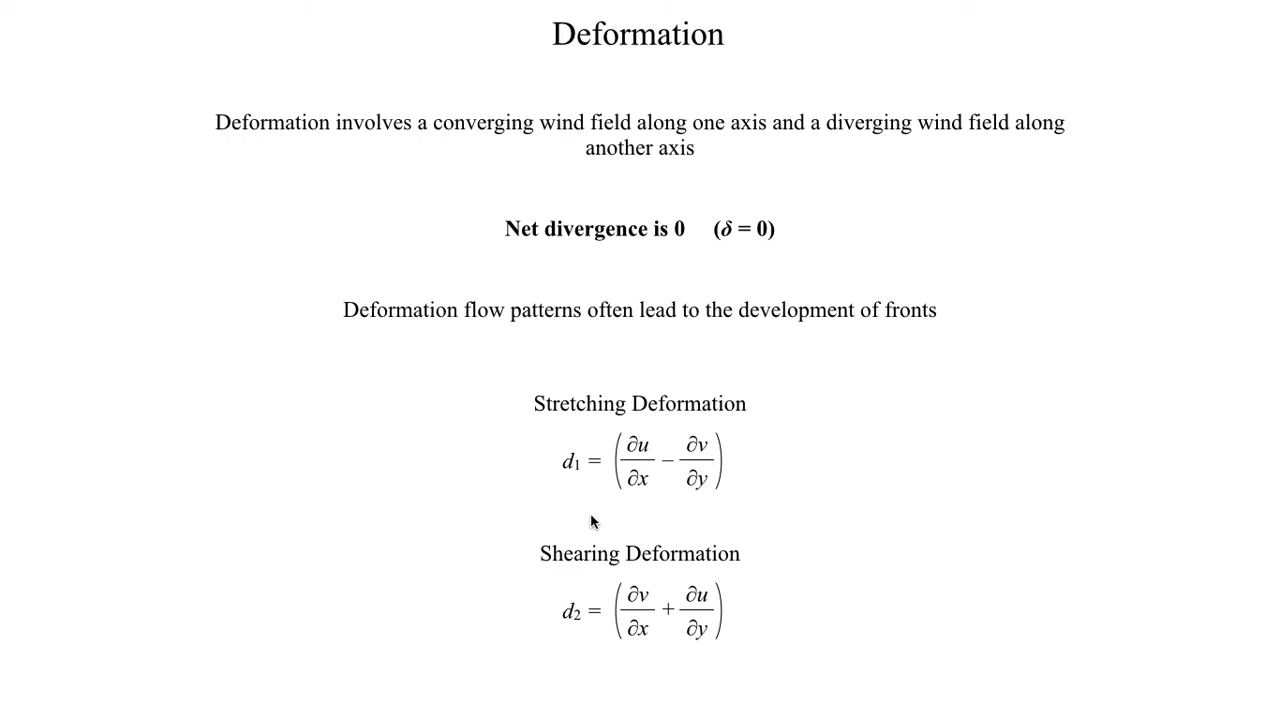 Deformation
Deformation involves a converging wind field along one axis and a diverging wind field along
another axis
Net divergence is 0 (δ = 0)
Deformation flow patterns often lead to the development of fronts
Stretching Deformation
d₁ = (∂u/∂x − ∂v/∂y)
Shearing Deformation
d₂ = (∂v/∂x + ∂u/∂y)